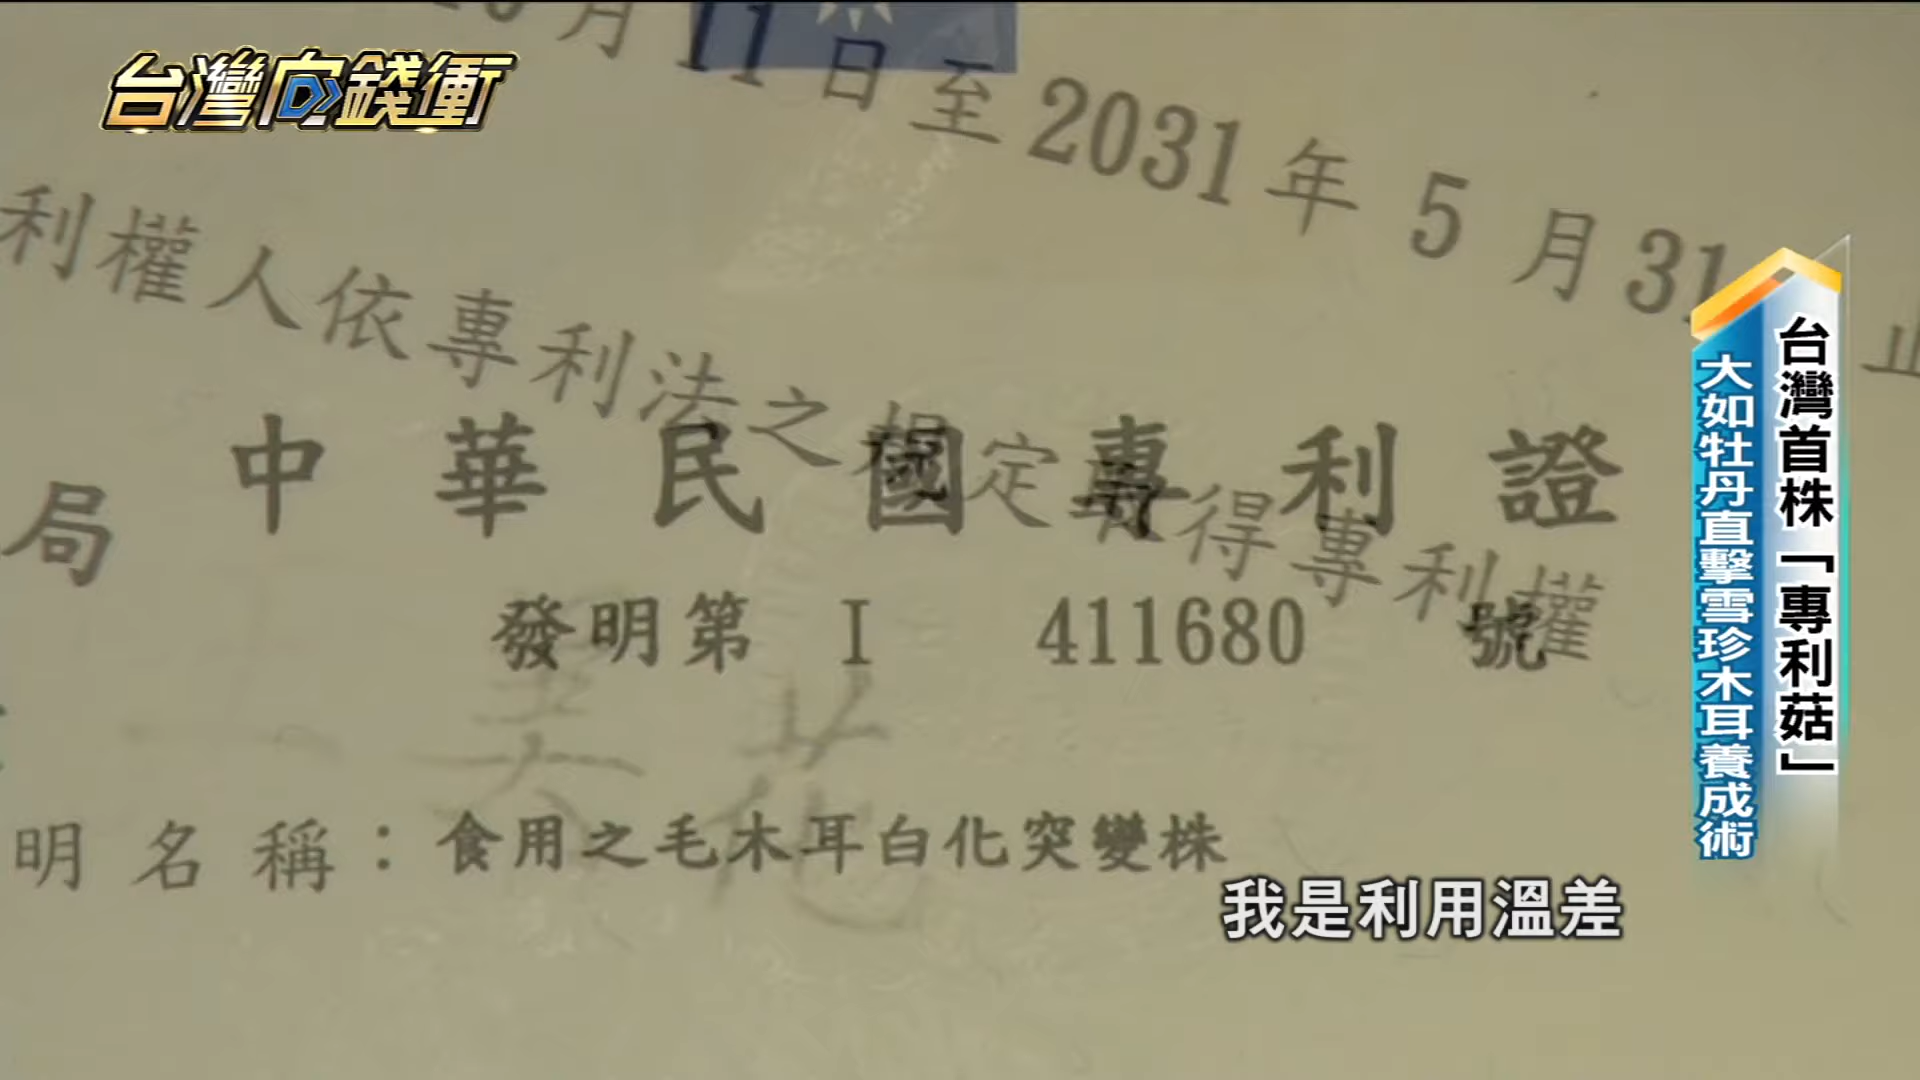 台灣向錢衝
月11日至2031年 5 月31 止
利權人依專利法之規定取得專利權
局
中華民國專利證
發明第 I 411680 號
明名稱：食用之毛木耳白化突變株
我是利用溫差
台灣首株「專利菇」
大如牡丹直擊雪珍木耳養成術